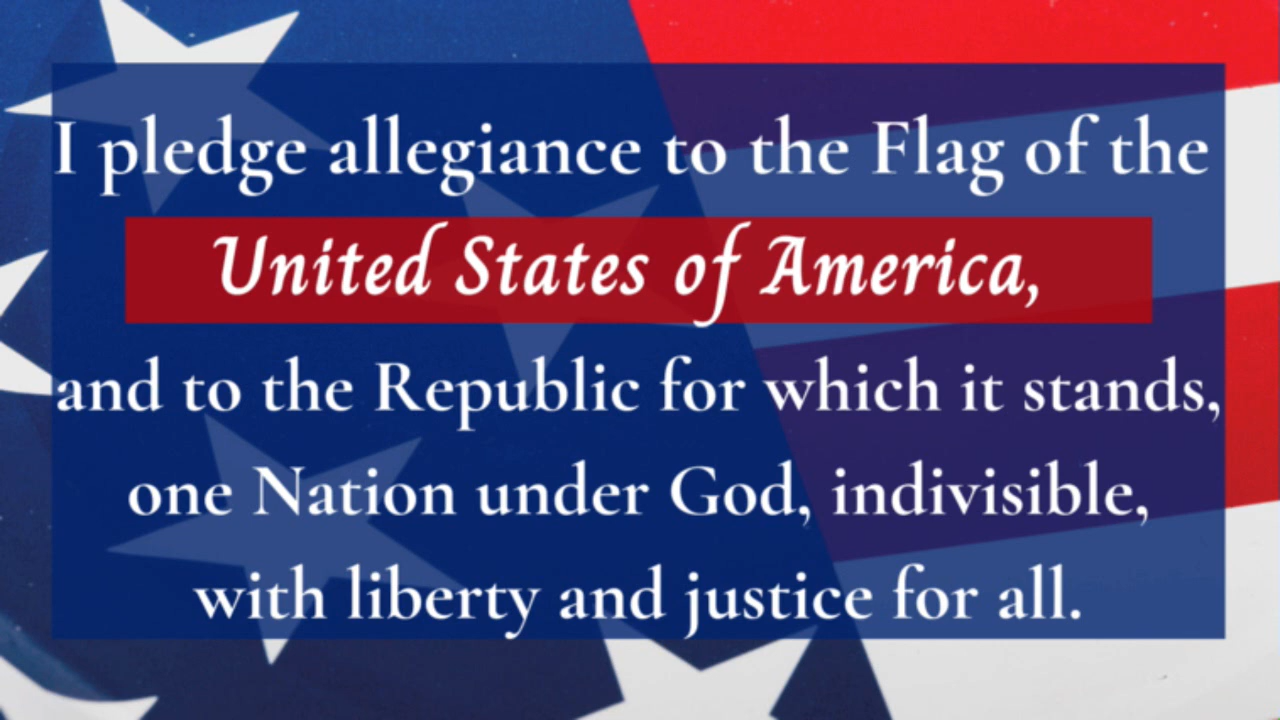 I pledge allegiance to the Flag of the
United States of America,
and to the Republic for which it stands,
one Nation under God, indivisible,
with liberty and justice for all.